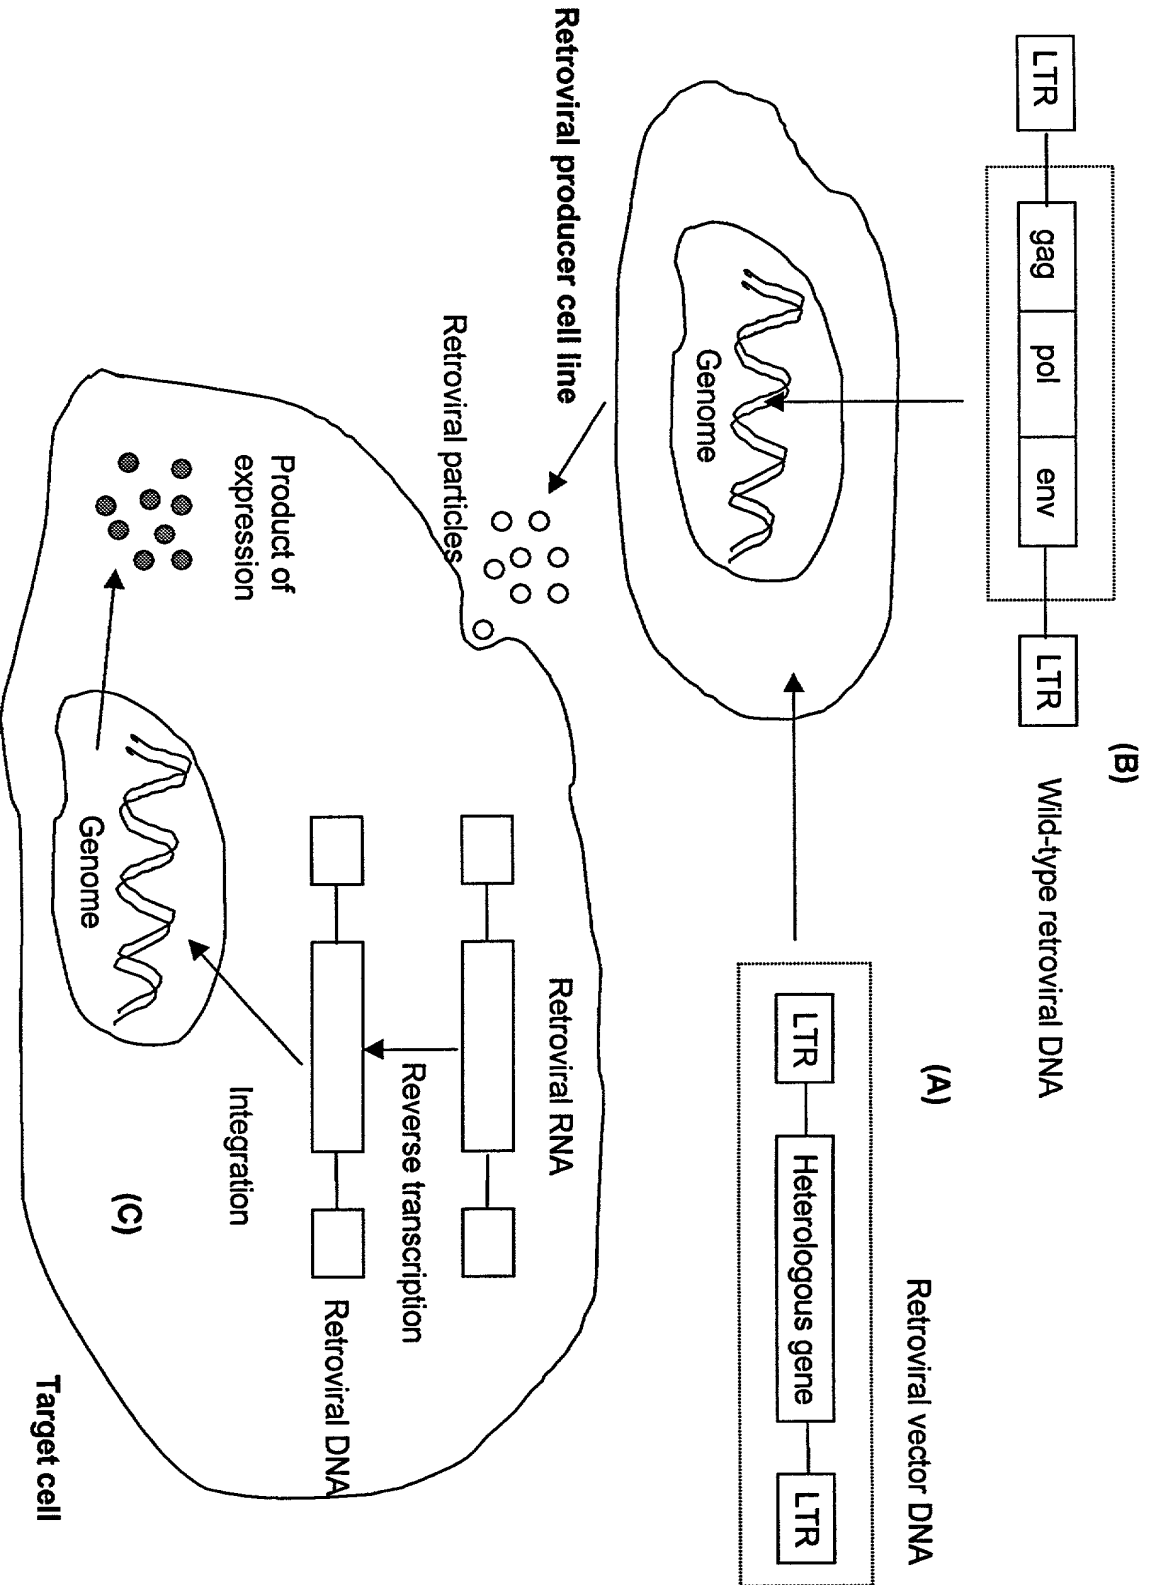 (B)
Wild-type retroviral DNA
LTR
gag
pol
env
LTR
(A)
Retroviral vector DNA
LTR
Heterologous gene
LTR
Genome
Retroviral producer cell line
Retroviral particles
Retroviral RNA
Reverse transcription
Retroviral DNA
Integration
Product of
expression
Genome
(C)
Target cell